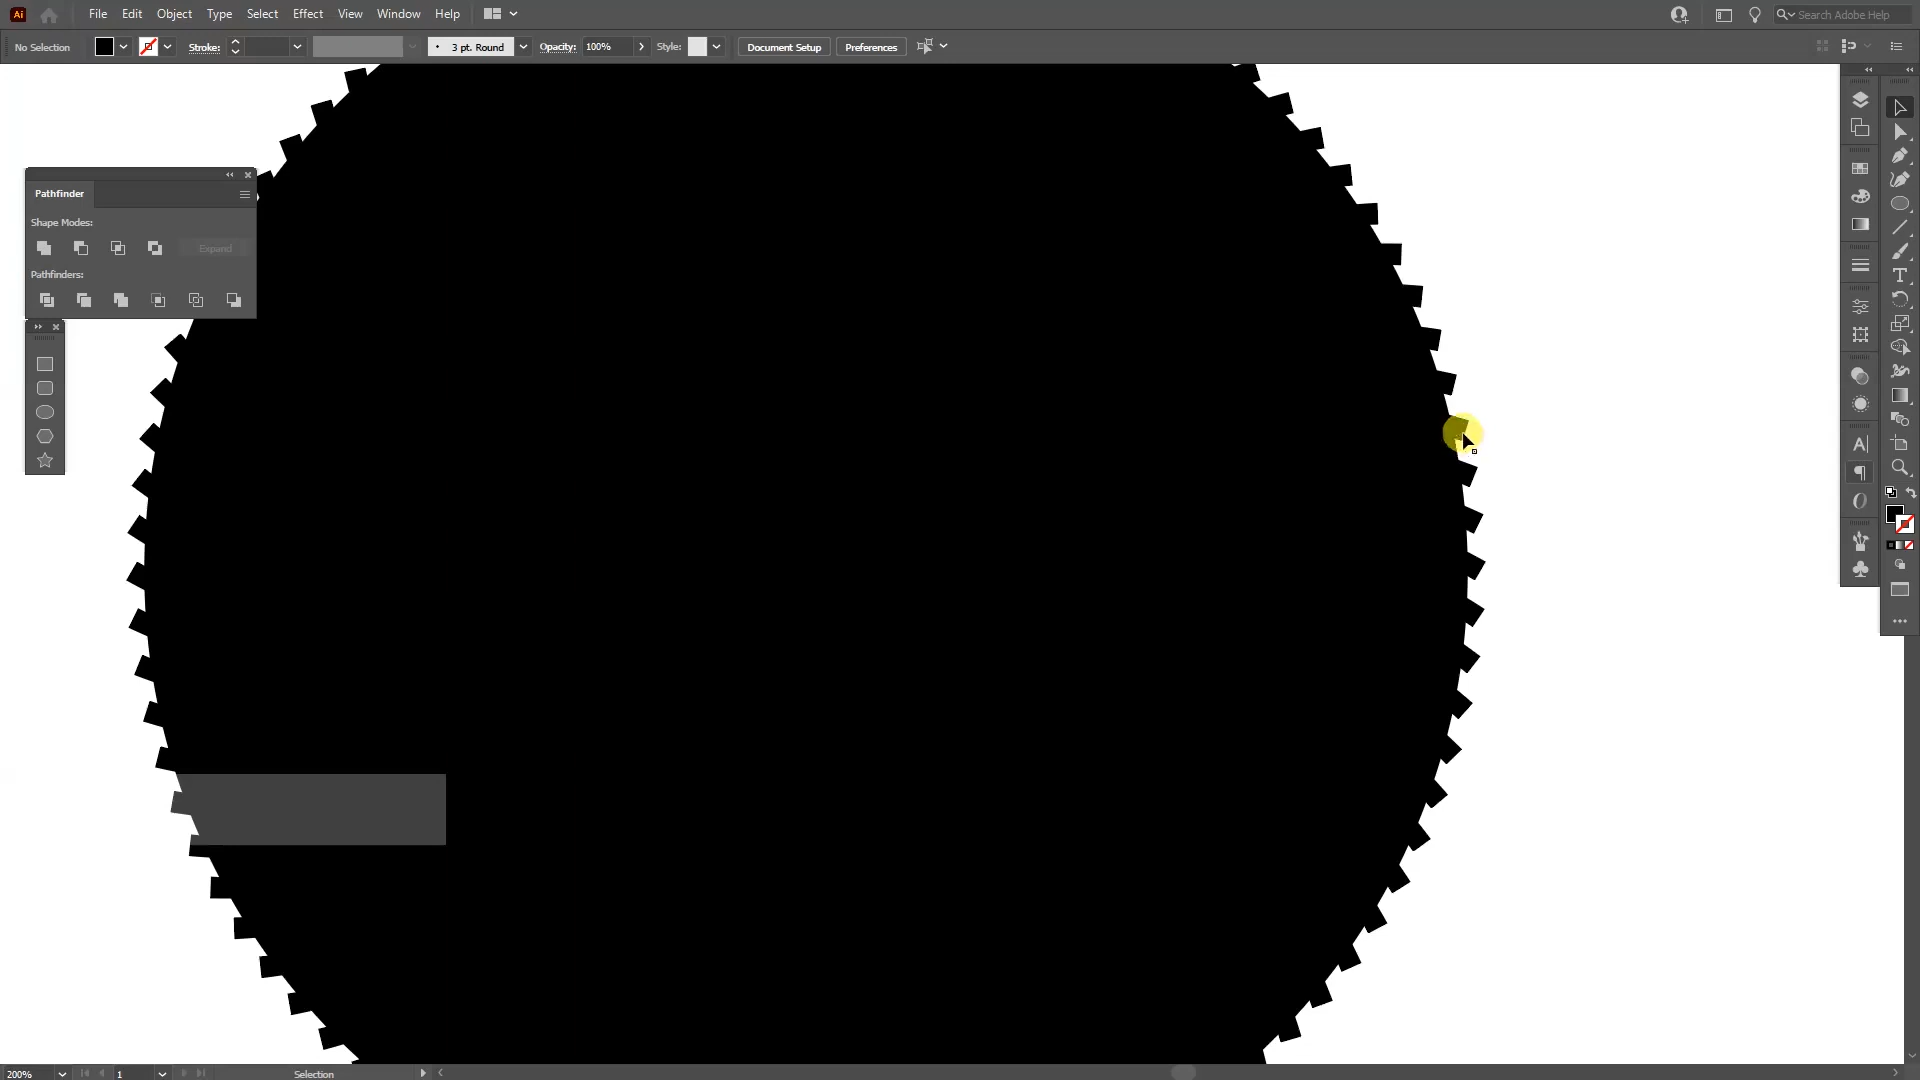 Ai File Edit Object Type Select Effect View Window Help Search Adobe Help
No Selection Stroke: 3 pt. Round Opacity: 100% Style: Document Setup Preferences
Pathfinder
Shape Modes:
Expand
Pathfinders:
200% 1 Selection